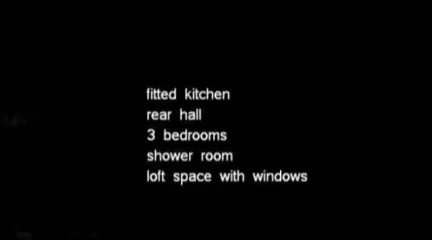 fitted kitchen
rear hall
3 bedrooms
shower room
loft space with windows